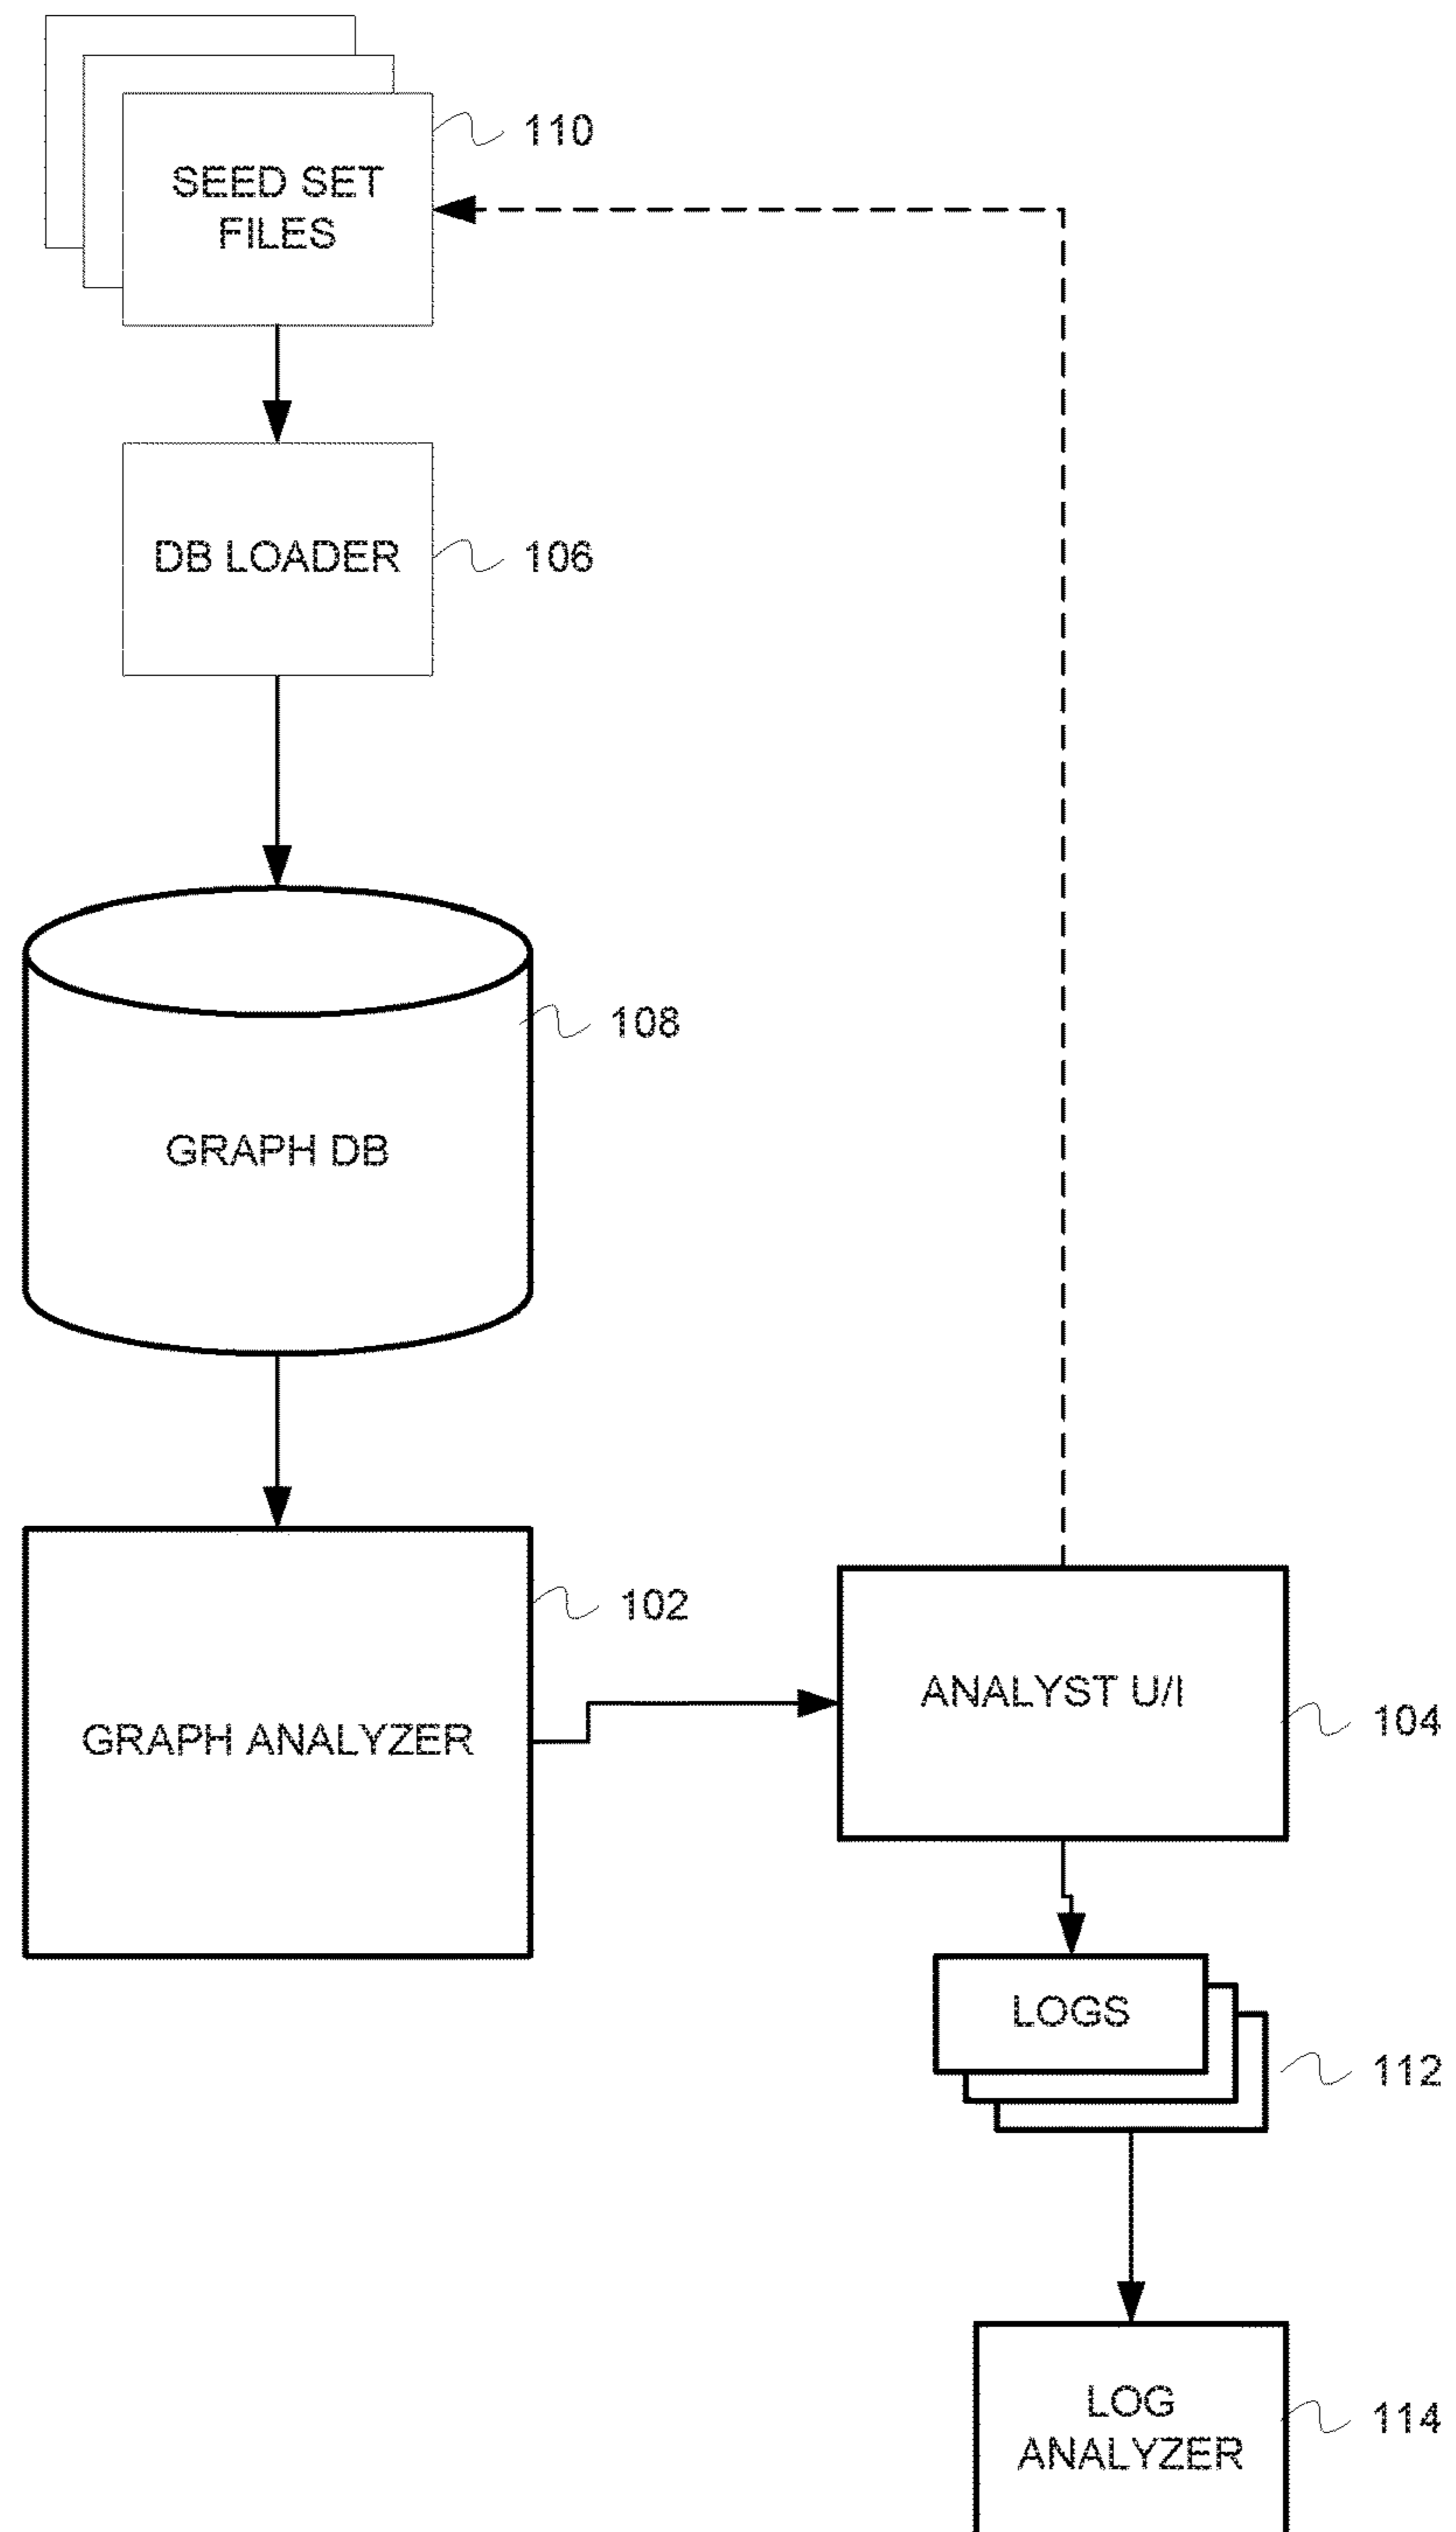 110
SEED SET
FILES
DB LOADER
106
108
GRAPH DB
102
GRAPH ANALYZER
ANALYST U/I
104
LOGS
112
LOG
ANALYZER
114